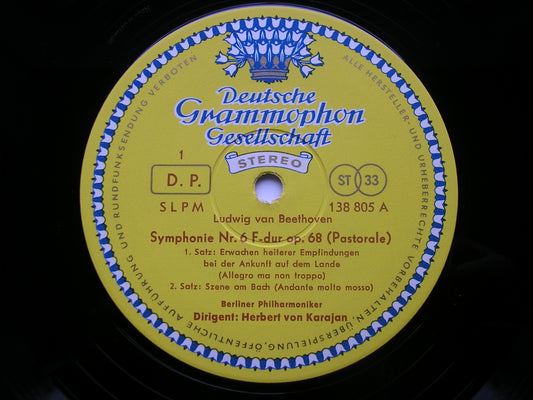 Deutsche
Grammophon
Gesellschaft
STEREO
1
D. P.
ST 33
SLPM
138 805 A
Ludwig van Beethoven
Symphonie Nr. 6 F-dur op. 68 (Pastorale)
1. Satz: Erwachen heiterer Empfindungen
bei der Ankunft auf dem Lande
(Allegro ma non troppo)
2. Satz: Szene am Bach (Andante molto mosso)
Berliner Philharmoniker
Dirigent: Herbert von Karajan
ALLE HERSTELLER- UND URHEBERRECHTE VORBEHALTEN, ÜBERSPIELUNG, ÖFFENTLICHE AUFFÜHRUNG UND RUNDFUNKSENDUNG VERBOTEN